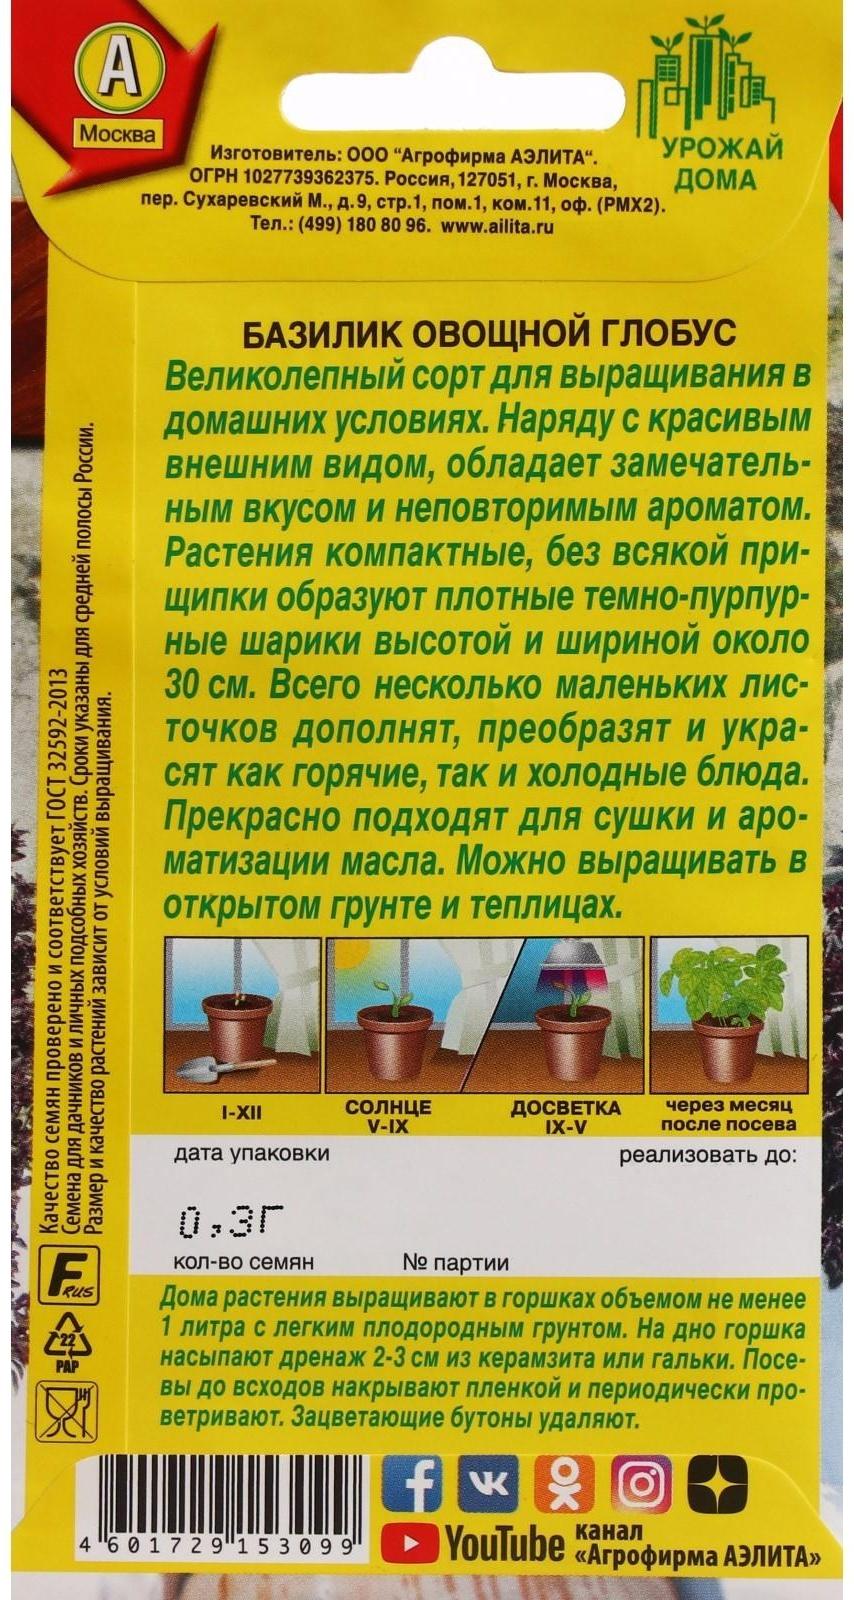 А
Москва
УРОЖАЙ
ДОМА
Изготовитель: ООО "Агрофирма АЭЛИТА".
ОГРН 1027739362375. Россия,127051, г. Москва,
пер. Сухаревский М., д.9, стр.1, пом.1, ком.11, оф. (РМХ2).
Тел.: (499) 180 80 96. www.ailita.ru
БАЗИЛИК ОВОЩНОЙ ГЛОБУС
Великолепный сорт для выращивания в
домашних условиях. Наряду с красивым
внешним видом, обладает замечатель-
ным вкусом и неповторимым ароматом.
Растения компактные, без всякой при-
щипки образуют плотные темно-пурпур-
ные шарики высотой и шириной около
30 см. Всего несколько маленьких лис-
точков дополнят, преобразят и укра-
сят как горячие, так и холодные блюда.
Прекрасно подходят для сушки и аро-
матизации масла. Можно выращивать в
открытом грунте и теплицах.
Качество семян проверено и соответствует ГОСТ 32592-2013
Семена для дачников и личных подсобных хозяйств. Сроки указаны для средней полосы России.
Размер и качество растений зависит от условий выращивания.
I-XII
СОЛНЦЕ
V-IX
ДОСВЕТКА
IX-V
через месяц
после посева
дата упаковки
реализовать до:
0,3Г
кол-во семян
№ партии
F RUS
22
PAP
Дома растения выращивают в горшках объемом не менее
1 литра с легким плодородным грунтом. На дно горшка
насыпают дренаж 2-3 см из керамзита или гальки. Посе-
вы до всходов накрывают пленкой и периодически про-
ветривают. Зацветающие бутоны удаляют.
4 601729 153099
YouTube канал
«Агрофирма АЭЛИТА»